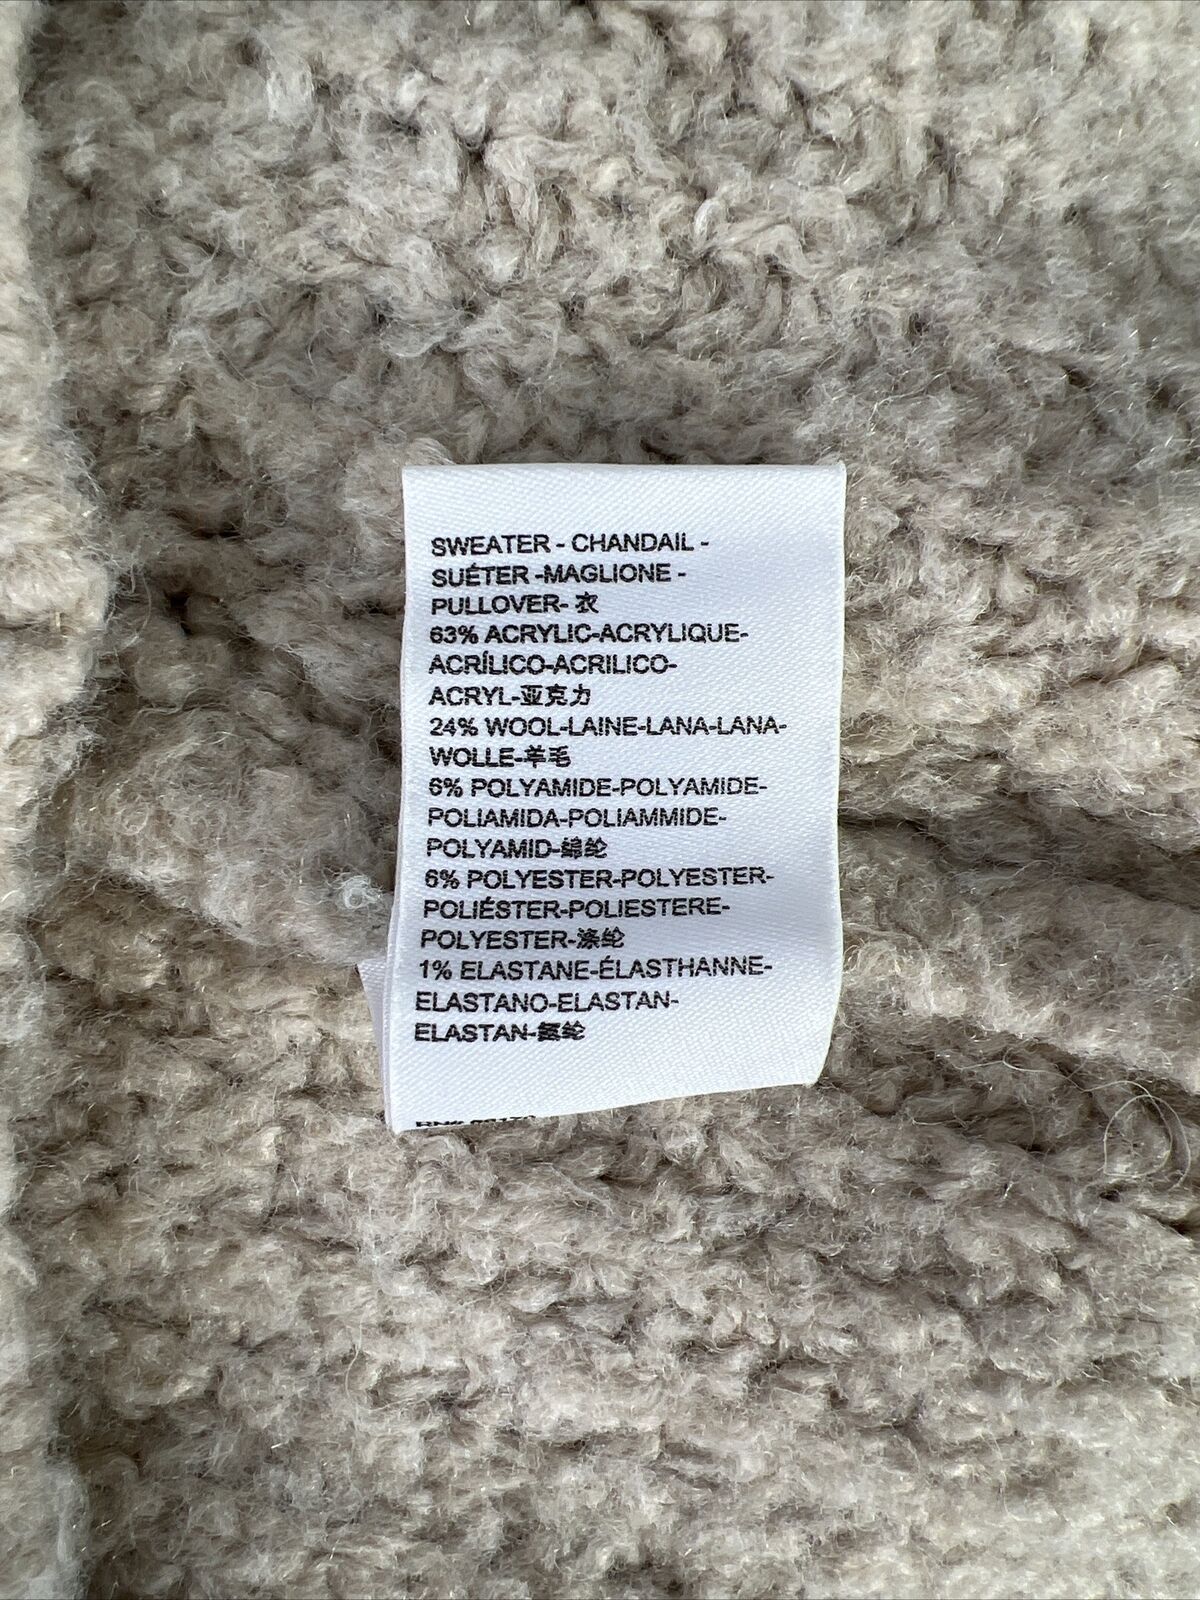 SWEATER - CHANDAIL -
SUÉTER -MAGLIONE -
PULLOVER- 衣
63% ACRYLIC-ACRYLIQUE-
ACRÍLICO-ACRILICO-
ACRYL-亚克力
24% WOOL-LAINE-LANA-LANA-
WOLLE-羊毛
6% POLYAMIDE-POLYAMIDE-
POLIAMIDA-POLIAMMIDE-
POLYAMID-绵纶
6% POLYESTER-POLYESTER-
POLIÉSTER-POLIESTERE-
POLYESTER-涤纶
1% ELASTANE-ÉLASTHANNE-
ELASTANO-ELASTAN-
ELASTAN-氨纶